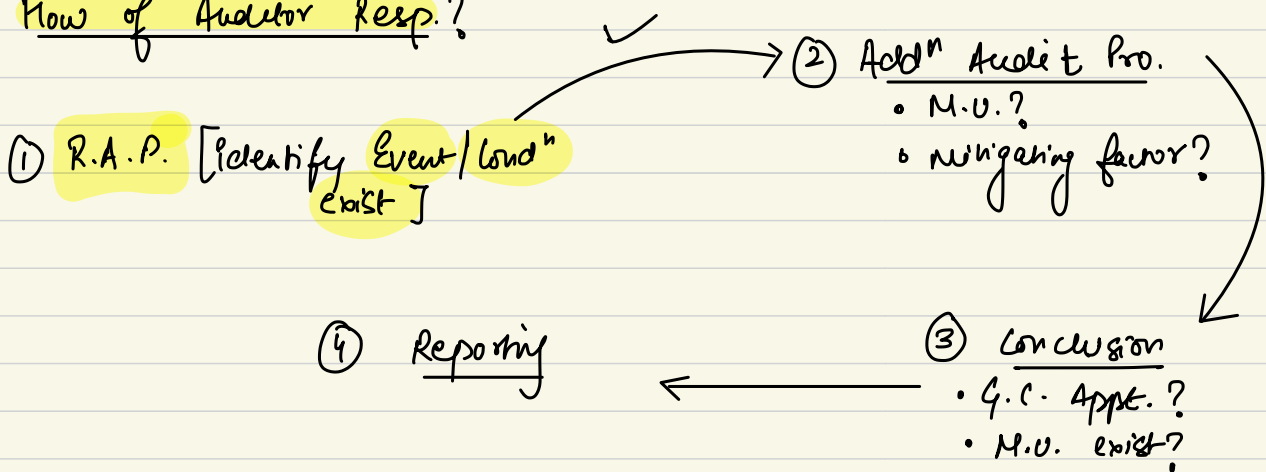 How of Auditor Resp.?
① R.A.P. [Identify Event/Condⁿ
exist]
② Addⁿ Audit Pro.
• M.U.?
• Mitigating factor?
③ Conclusion
• G.C. Appt.?
• M.U. exist?
④ Reporting